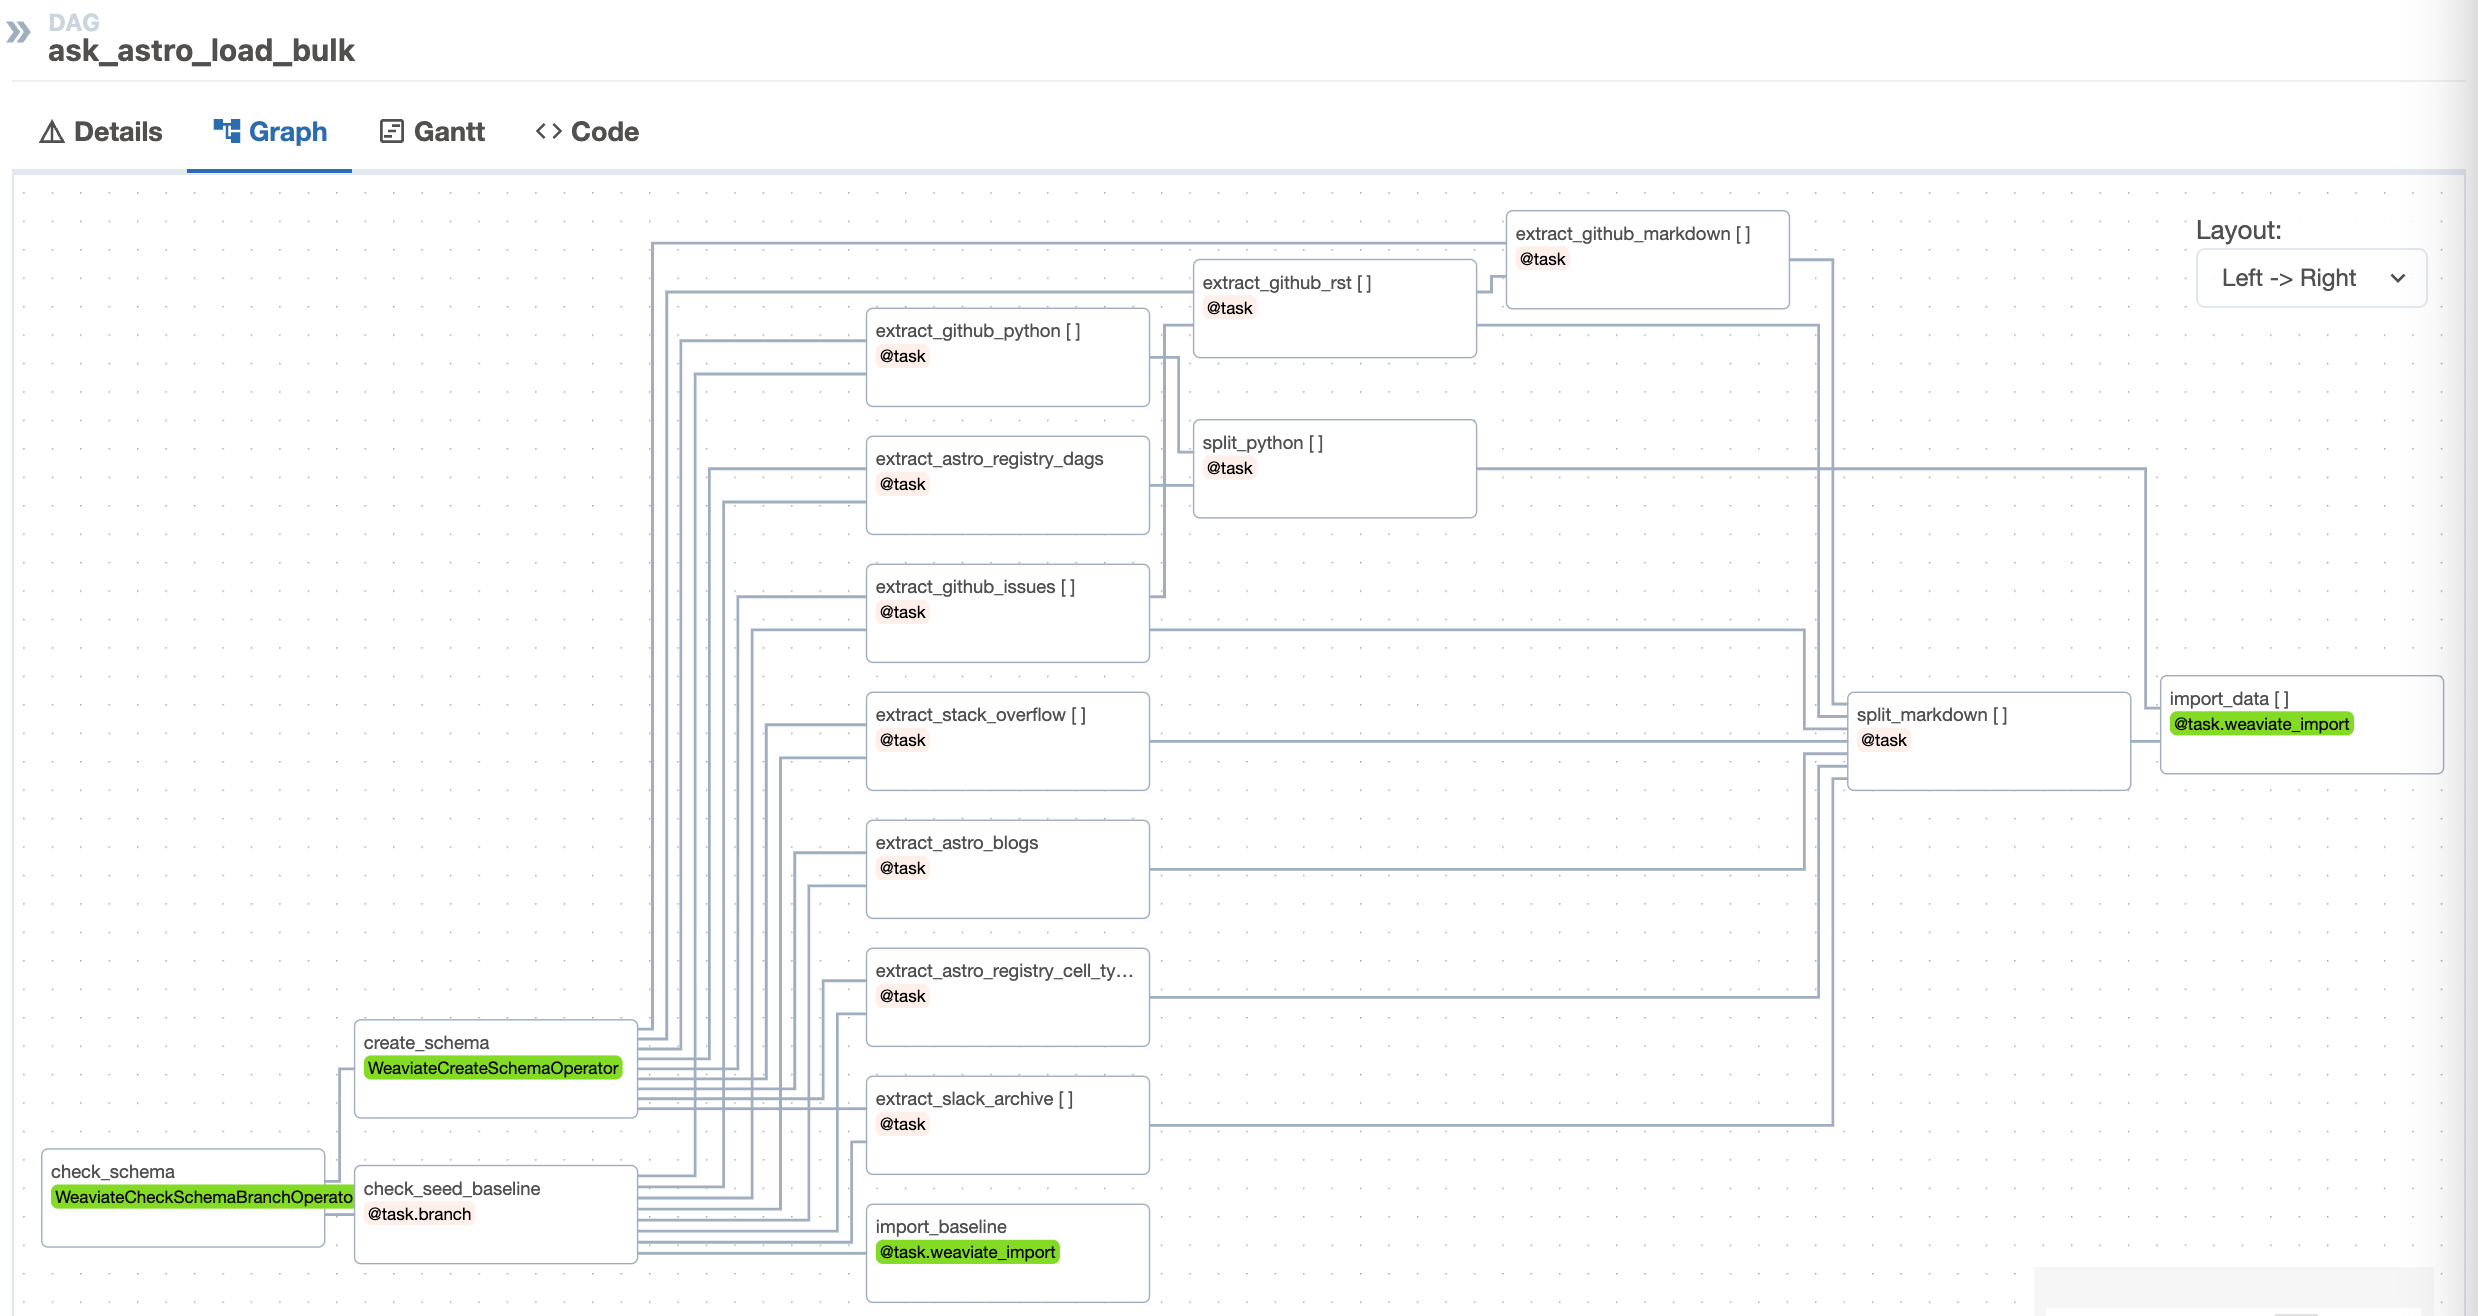 DAG
ask_astro_load_bulk
Details
Graph
Gantt
Code
Layout:
Left -> Right
extract_github_markdown [ ]
@task
extract_github_rst [ ]
@task
extract_github_python [ ]
@task
split_python [ ]
@task
extract_astro_registry_dags
@task
extract_github_issues [ ]
@task
extract_stack_overflow [ ]
@task
split_markdown [ ]
@task
import_data [ ]
@task.weaviate_import
extract_astro_blogs
@task
extract_astro_registry_cell_ty...
@task
create_schema
WeaviateCreateSchemaOperator
extract_slack_archive [ ]
@task
check_schema
WeaviateCheckSchemaBranchOperato
check_seed_baseline
@task.branch
import_baseline
@task.weaviate_import